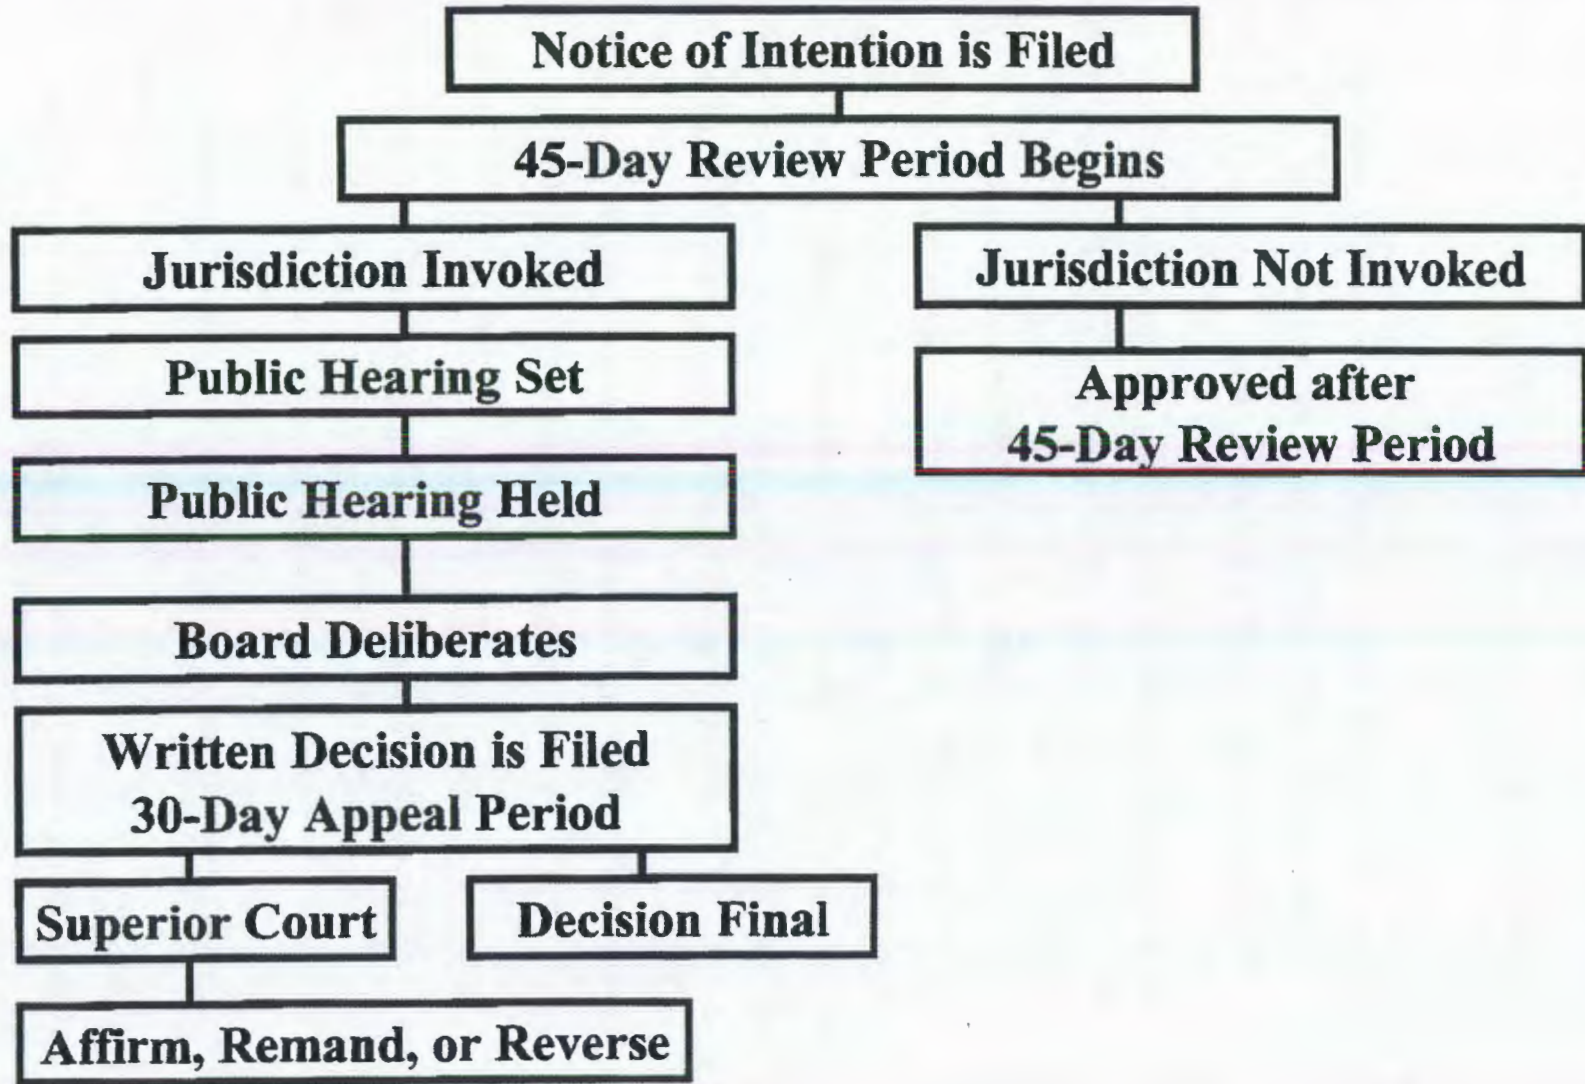 Notice of Intention is Filed
45-Day Review Period Begins
Jurisdiction Invoked
Jurisdiction Not Invoked
Public Hearing Set
Approved after
45-Day Review Period
Public Hearing Held
Board Deliberates
Written Decision is Filed
30-Day Appeal Period
Superior Court
Decision Final
Affirm, Remand, or Reverse